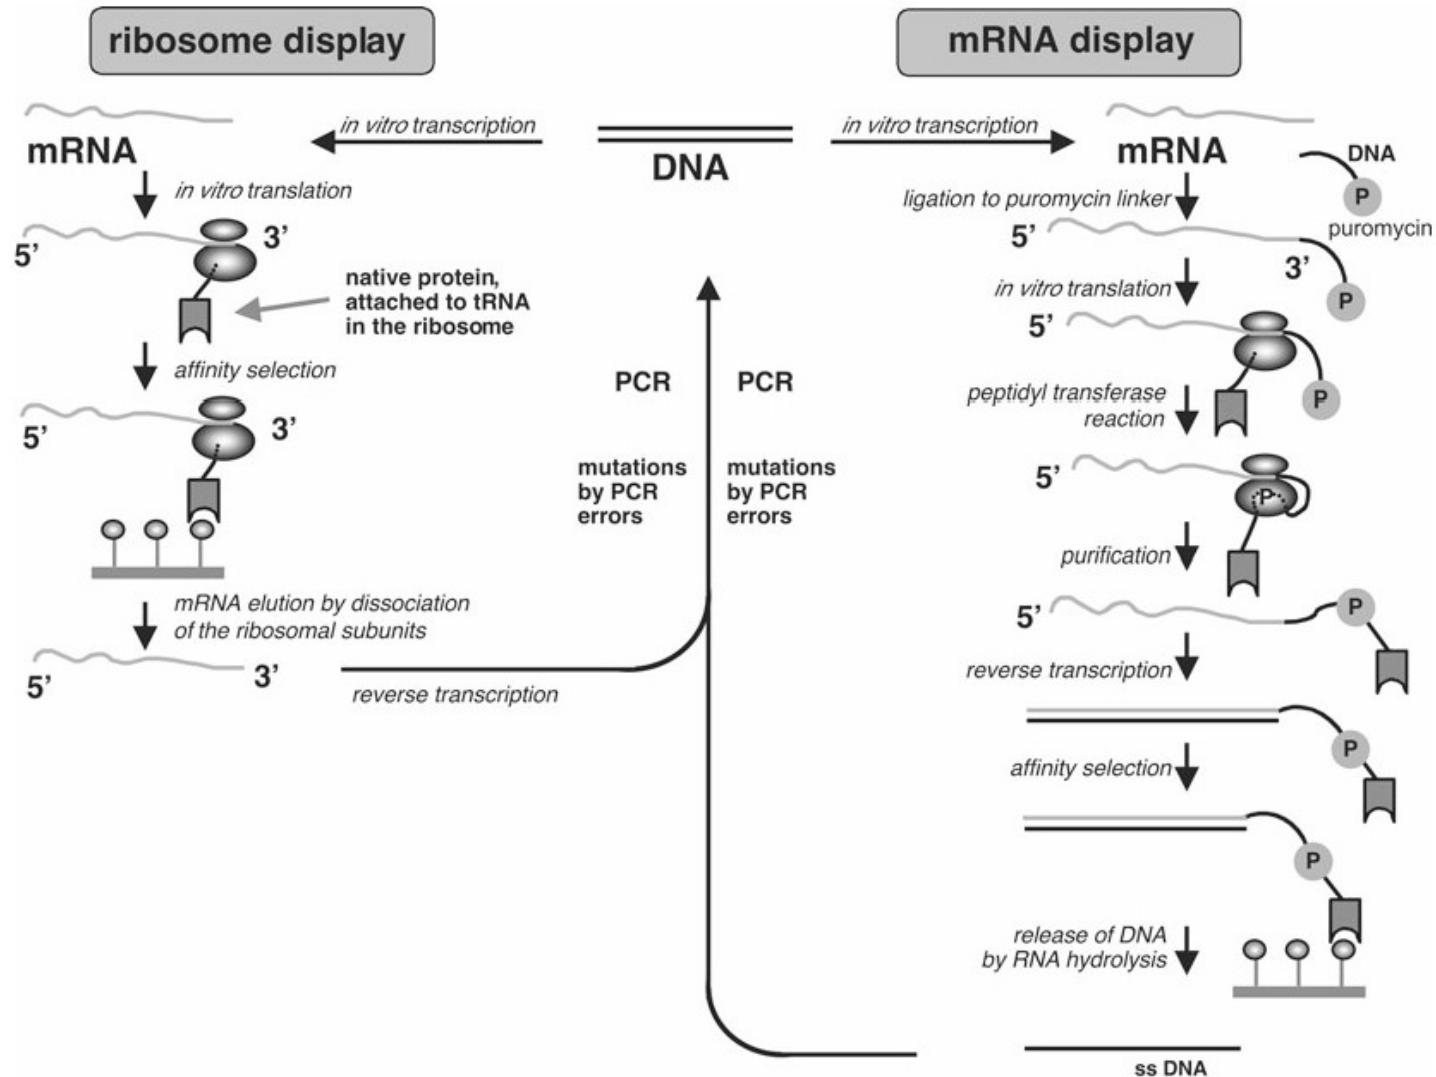 ribosome display
mRNA
in vitro translation
5’
3’
native protein,
attached to tRNA
in the ribosome
affinity selection
5’
3’
mRNA elution by dissociation
of the ribosomal subunits
5’
3’
reverse transcription
in vitro transcription
DNA
in vitro transcription
PCR
PCR
mutations
by PCR
errors
mutations
by PCR
errors
mRNA display
mRNA
DNA
P
puromycin
ligation to puromycin linker
5’
3’
P
in vitro translation
5’
P
peptidyl transferase
reaction
5’
P
purification
5’
P
reverse transcription
P
affinity selection
P
release of DNA
by RNA hydrolysis
ss DNA